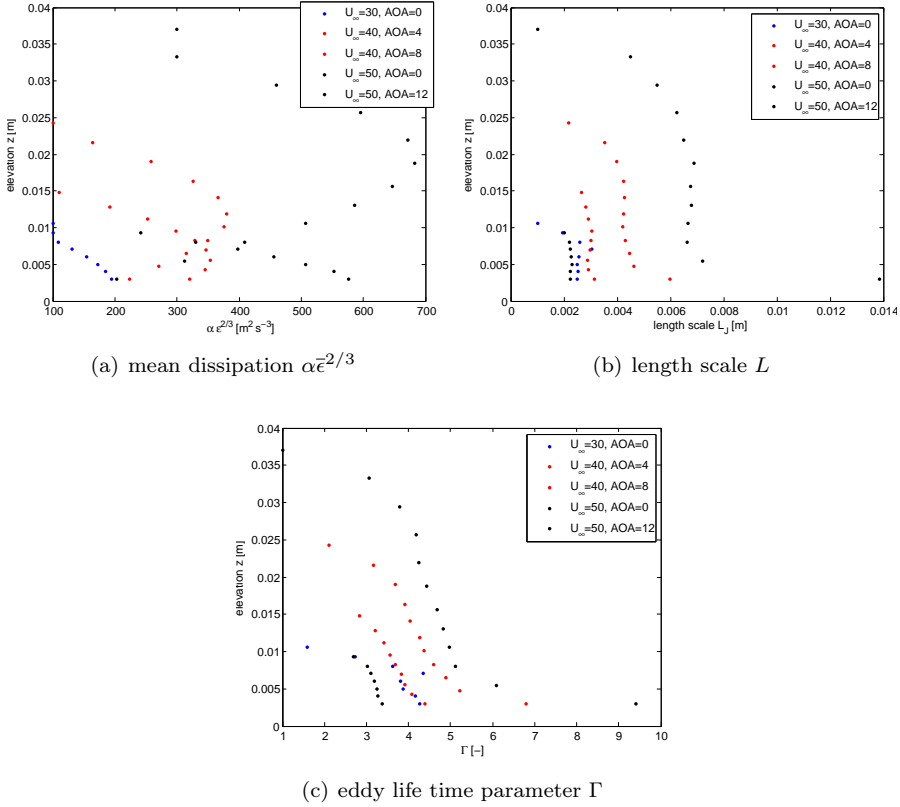 0.04
0.035
0.03
0.025
0.02
0.015
0.01
0.005
0
elevation z [m]
100 200 300 400 500 600 700
α ε^{2/3} [m² s⁻³]
U∞=30, AOA=0
U∞=40, AOA=4
U∞=40, AOA=8
U∞=50, AOA=0
U∞=50, AOA=12
(a) mean dissipation αε̄^{2/3}
0.04
0.035
0.03
0.025
0.02
0.015
0.01
0.005
0
elevation z [m]
0 0.002 0.004 0.006 0.008 0.01 0.012 0.014
length scale L_J [m]
U∞=30, AOA=0
U∞=40, AOA=4
U∞=40, AOA=8
U∞=50, AOA=0
U∞=50, AOA=12
(b) length scale L
0.04
0.035
0.03
0.025
0.02
0.015
0.01
0.005
0
elevation z [m]
1 2 3 4 5 6 7 8 9 10
Γ [−]
U∞=30, AOA=0
U∞=40, AOA=4
U∞=40, AOA=8
U∞=50, AOA=0
U∞=50, AOA=12
(c) eddy life time parameter Γ